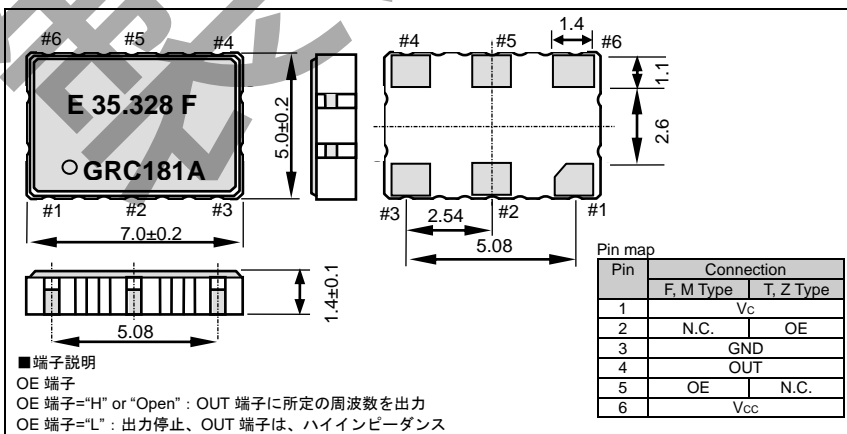 #6 #5 #4
E 35.328 F
GRC181A
#1 #2 #3
7.0±0.2
5.0±0.2
#4 #5 #6
1.4
1.1
2.6
#3 #2 #1
2.54
5.08
1.4±0.1
5.08
Pin map
Pin Connection
F, M Type T, Z Type
1 Vc
2 N.C. OE
3 GND
4 OUT
5 OE N.C.
6 Vcc
■端子説明
OE 端子
OE 端子=“H” or “Open”：OUT 端子に所定の周波数を出力
OE 端子=“L”：出力停止、OUT 端子は、ハイインピーダンス